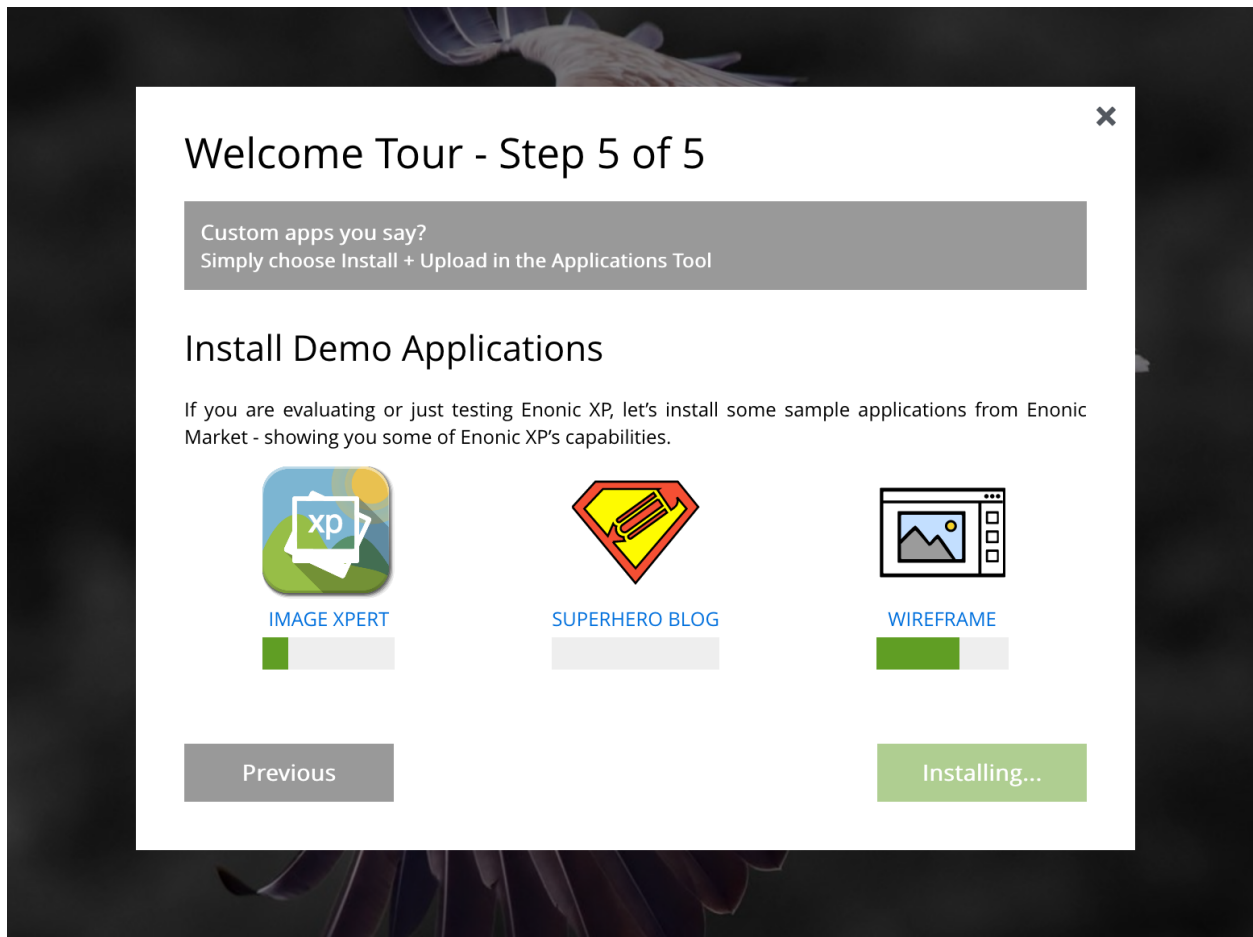 Welcome Tour - Step 5 of 5
Custom apps you say?
Simply choose Install + Upload in the Applications Tool
Install Demo Applications
If you are evaluating or just testing Enonic XP, let’s install some sample applications from Enonic
Market - showing you some of Enonic XP’s capabilities.
xp
IMAGE XPERT
SUPERHERO BLOG
WIREFRAME
Previous
Installing...